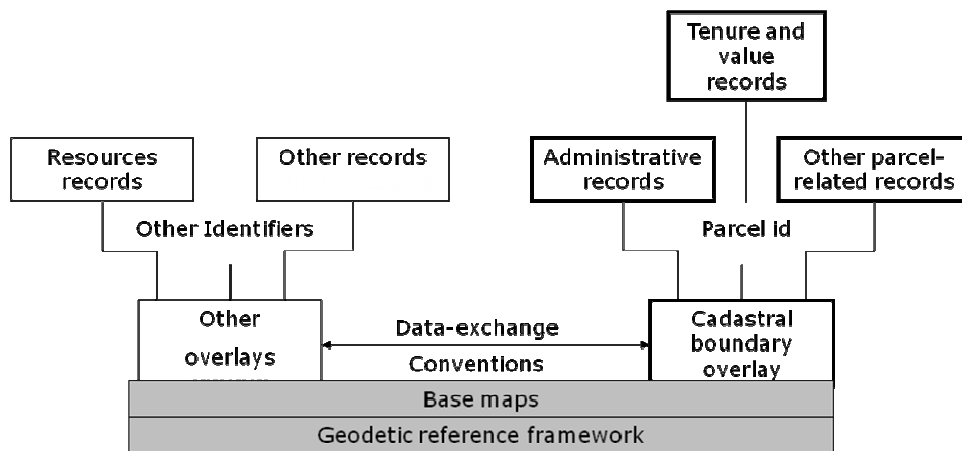 Tenure and
value
records
Resources
records
Other records
Administrative
records
Other parcel-
related records
Other Identifiers
Parcel id
Other
overlays
Data-exchange
Conventions
Cadastral
boundary
overlay
Base maps
Geodetic reference framework